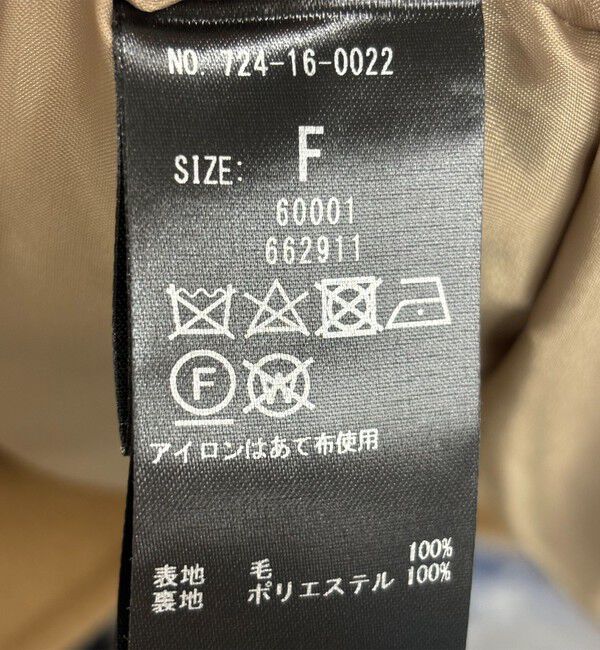 NO. 724-16-0022
SIZE: F
60001
662911
F W
アイロンはあて布使用
表地 毛 100%
裏地 ポリエステル 100%